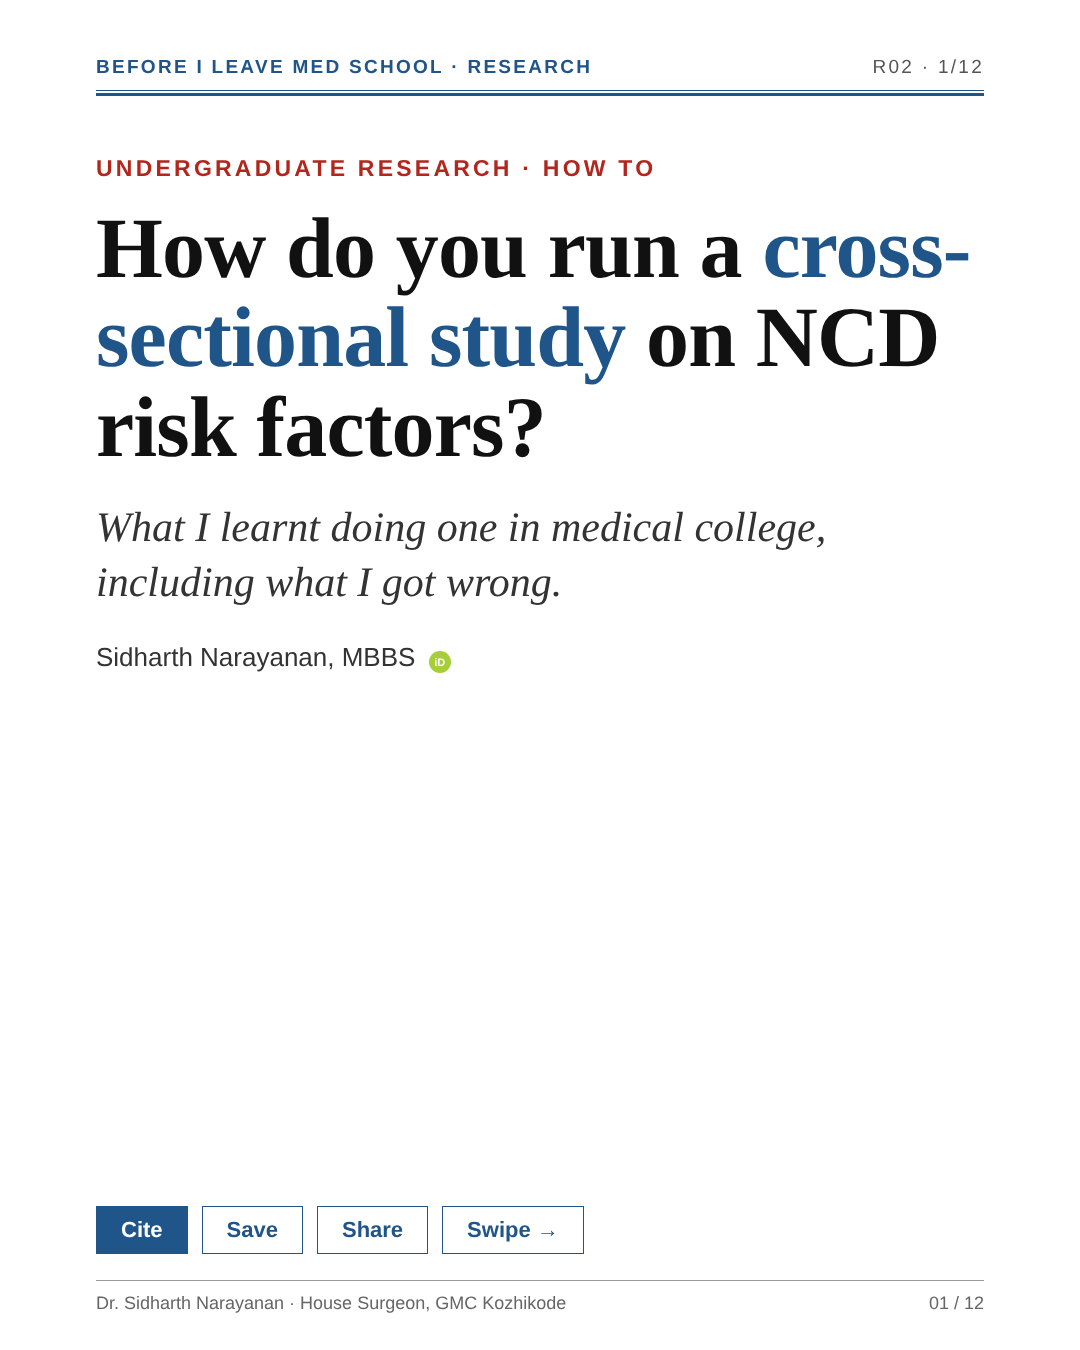 BEFORE I LEAVE MED SCHOOL · RESEARCH
R02 · 1/12
UNDERGRADUATE RESEARCH · HOW TO
How do you run a cross-
sectional study on NCD
risk factors?
What I learnt doing one in medical college,
including what I got wrong.
Sidharth Narayanan, MBBS iD
Cite
Save
Share
Swipe →
Dr. Sidharth Narayanan · House Surgeon, GMC Kozhikode
01 / 12